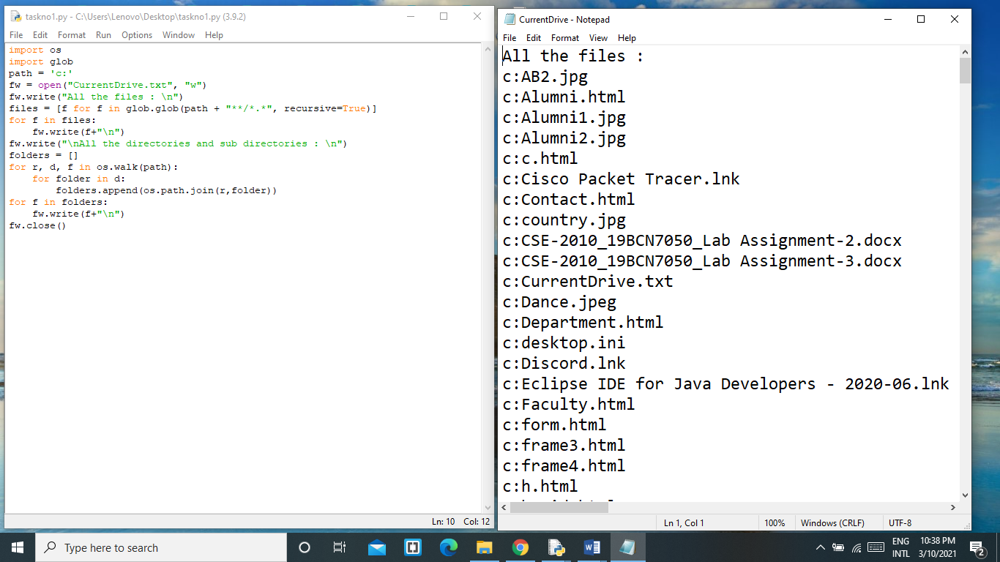 taskno1.py - C:\Users\Lenovo\Desktop\taskno1.py (3.9.2)
File Edit Format Run Options Window Help
import os
import glob
path = 'c:'
fw = open("CurrentDrive.txt", "w")
fw.write("All the files : \n")
files = [f for f in glob.glob(path + "**/*.*", recursive=True)]
for f in files:
    fw.write(f+"\n")
fw.write("\nAll the directories and sub directories : \n")
folders = []
for r, d, f in os.walk(path):
    for folder in d:
        folders.append(os.path.join(r,folder))
for f in folders:
    fw.write(f+"\n")
fw.close()
Ln: 10 Col: 12
CurrentDrive - Notepad
File Edit Format View Help
All the files :
c:AB2.jpg
c:Alumni.html
c:Alumni1.jpg
c:Alumni2.jpg
c:c.html
c:Cisco Packet Tracer.lnk
c:Contact.html
c:country.jpg
c:CSE-2010_19BCN7050_Lab Assignment-2.docx
c:CSE-2010_19BCN7050_Lab Assignment-3.docx
c:CurrentDrive.txt
c:Dance.jpeg
c:Department.html
c:desktop.ini
c:Discord.lnk
c:Eclipse IDE for Java Developers - 2020-06.lnk
c:Faculty.html
c:form.html
c:frame3.html
c:frame4.html
c:h.html
Ln 1, Col 1 100% Windows (CRLF) UTF-8
Type here to search
ENG
INTL
10:38 PM
3/10/2021
2